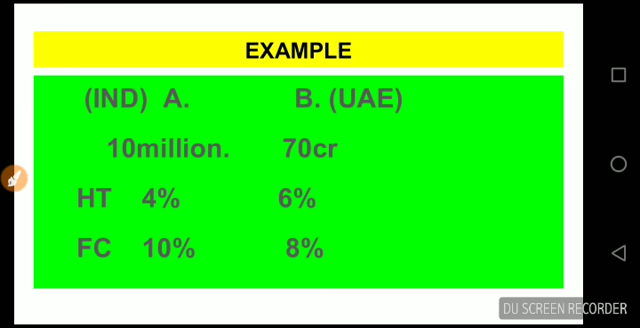 EXAMPLE
(IND) A. B. (UAE)
10million. 70cr
HT 4% 6%
FC 10% 8%
DU SCREEN RECORDER